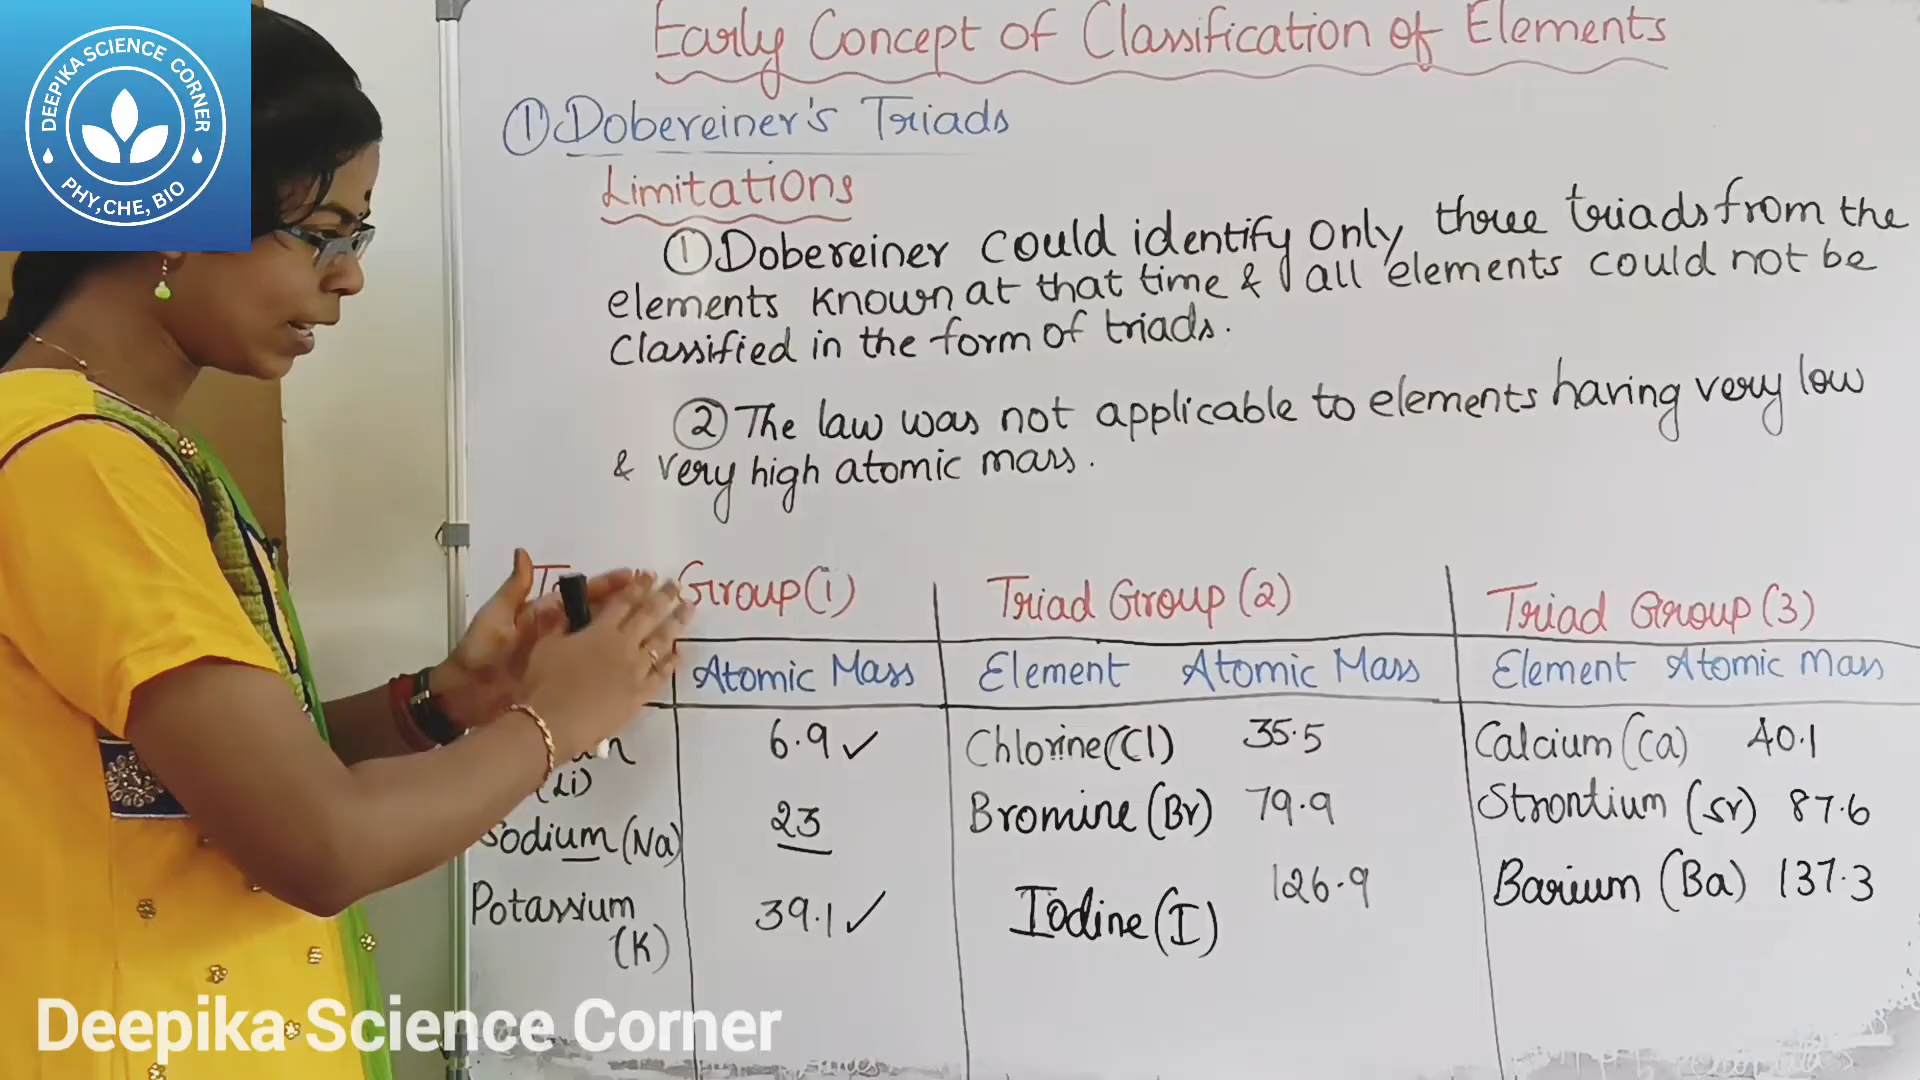 DEEPIKA SCIENCE CORNER
PHY, CHE, BIO
Early Concept of Classification of Elements
① Dobereiner's Triads
Limitations
① Dobereiner could identify only three triads from the
elements known at that time & all elements could not be
classified in the form of triads.
② The law was not applicable to elements having very low
& very high atomic mass.
Group (1) Triad Group (2) Triad Group (3)
Atomic Mass Element Atomic Mass Element Atomic Mass
6.9 ✓ Chlorine (Cl) 35.5 Calcium (Ca) 40.1
(Li)
Sodium (Na) 23 Bromine (Br) 79.9 Strontium (Sr) 87.6
Potassium 39.1 ✓ Iodine (I) 126.9 Barium (Ba) 137.3
(K)
Deepika Science Corner